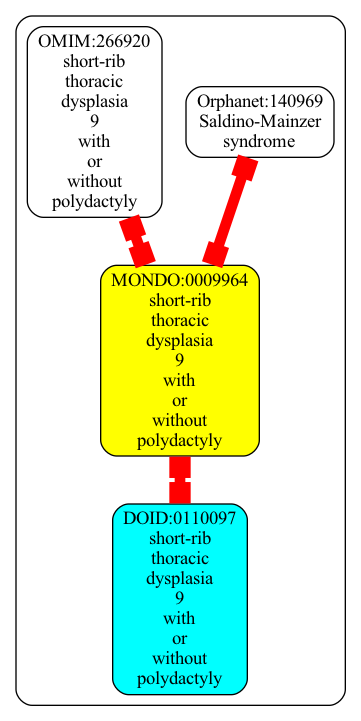 OMIM:266920
short-rib
thoracic
dysplasia
9
with
or
without
polydactyly
Orphanet:140969
Saldino-Mainzer
syndrome
MONDO:0009964
short-rib
thoracic
dysplasia
9
with
or
without
polydactyly
DOID:0110097
short-rib
thoracic
dysplasia
9
with
or
without
polydactyly